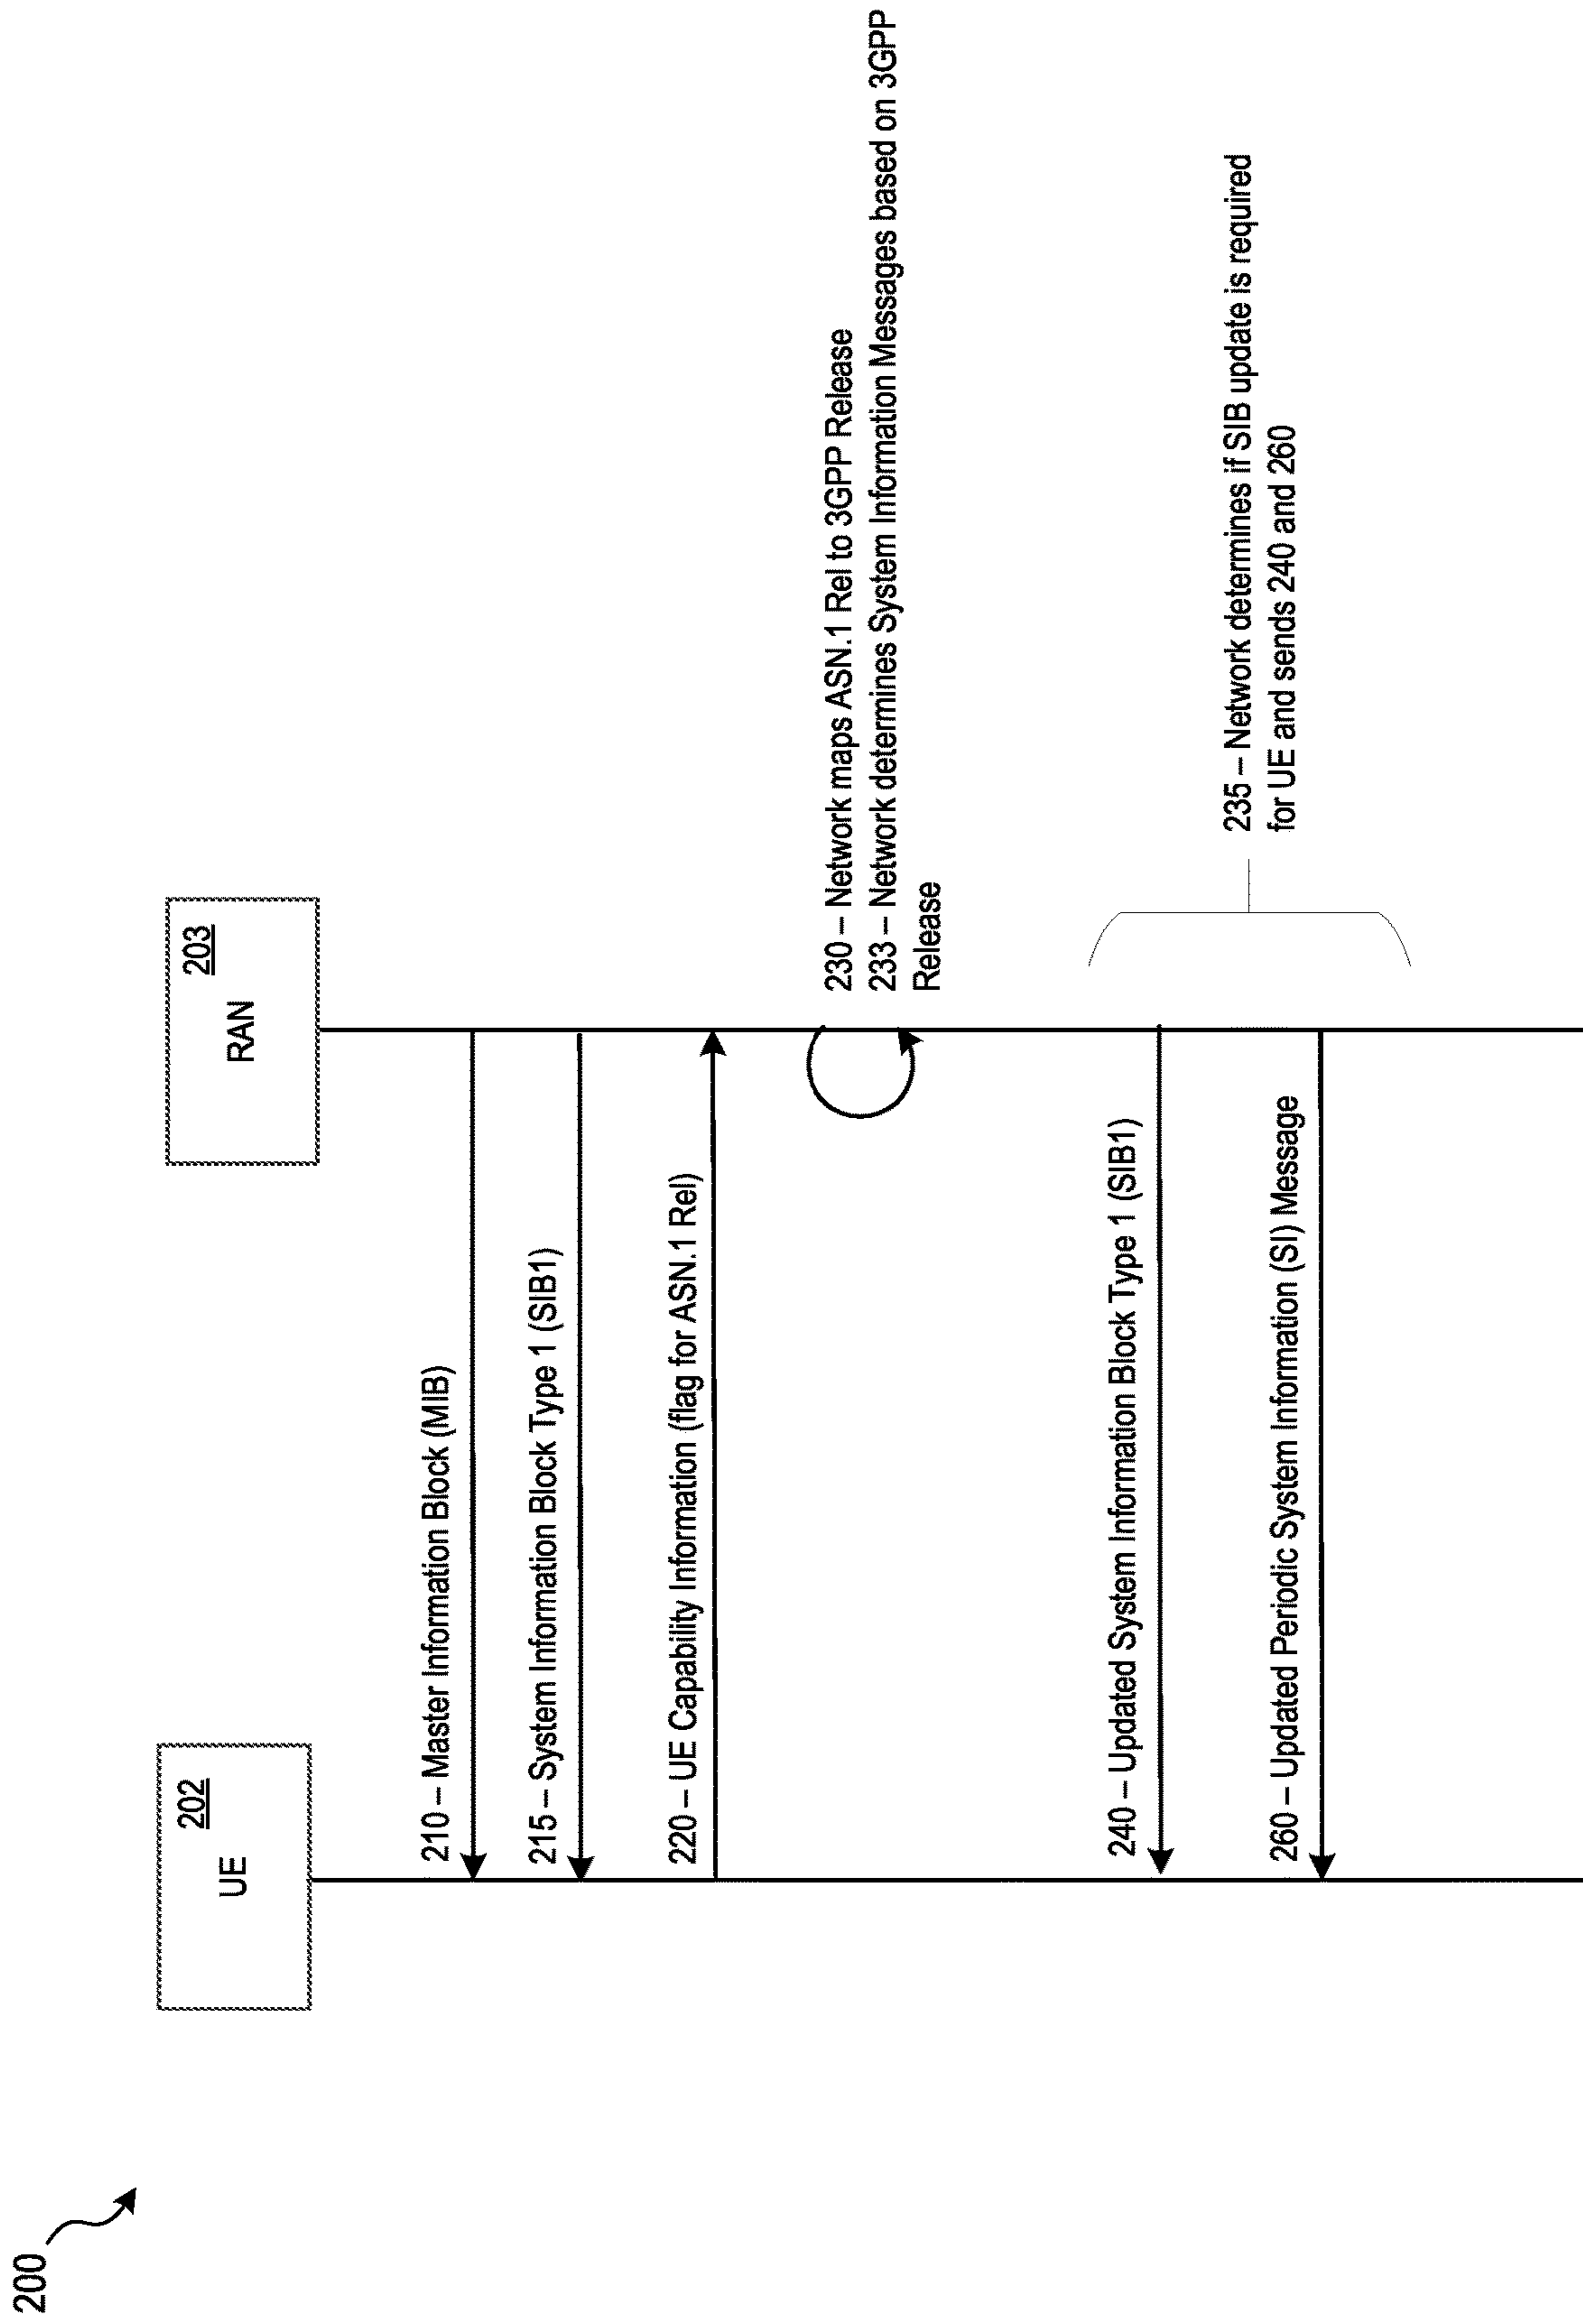 200
202
UE
203
RAN
210 – Master Information Block (MIB)
215 – System Information Block Type 1 (SIB1)
220 – UE Capability Information (flag for ASN.1 Rel)
230 – Network maps ASN.1 Rel to 3GPP Release
233 – Network determines System Information Messages based on 3GPP
Release
235 – Network determines if SIB update is required
for UE and sends 240 and 260
240 – Updated System Information Block Type 1 (SIB1)
260 – Updated Periodic System Information (SI) Message